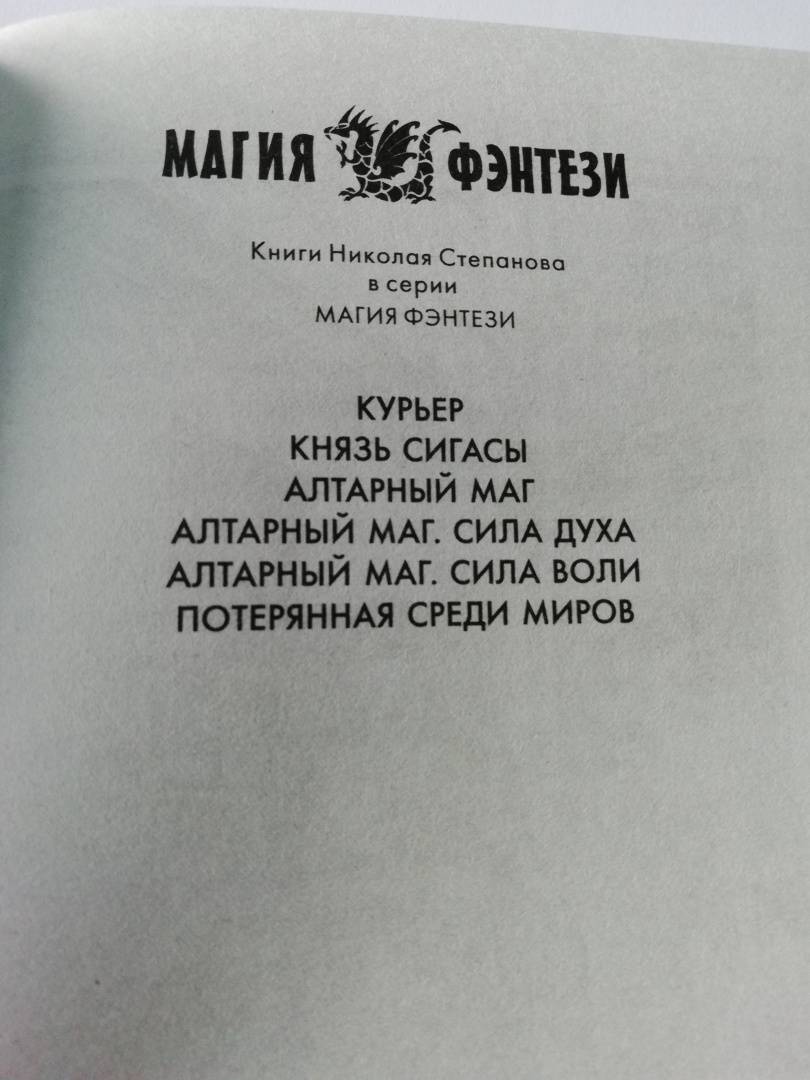 МАГИЯ ФЭНТЕЗИ
Книги Николая Степанова
в серии
МАГИЯ ФЭНТЕЗИ
КУРЬЕР
КНЯЗЬ СИГАСЫ
АЛТАРНЫЙ МАГ
АЛТАРНЫЙ МАГ. СИЛА ДУХА
АЛТАРНЫЙ МАГ. СИЛА ВОЛИ
ПОТЕРЯННАЯ СРЕДИ МИРОВ